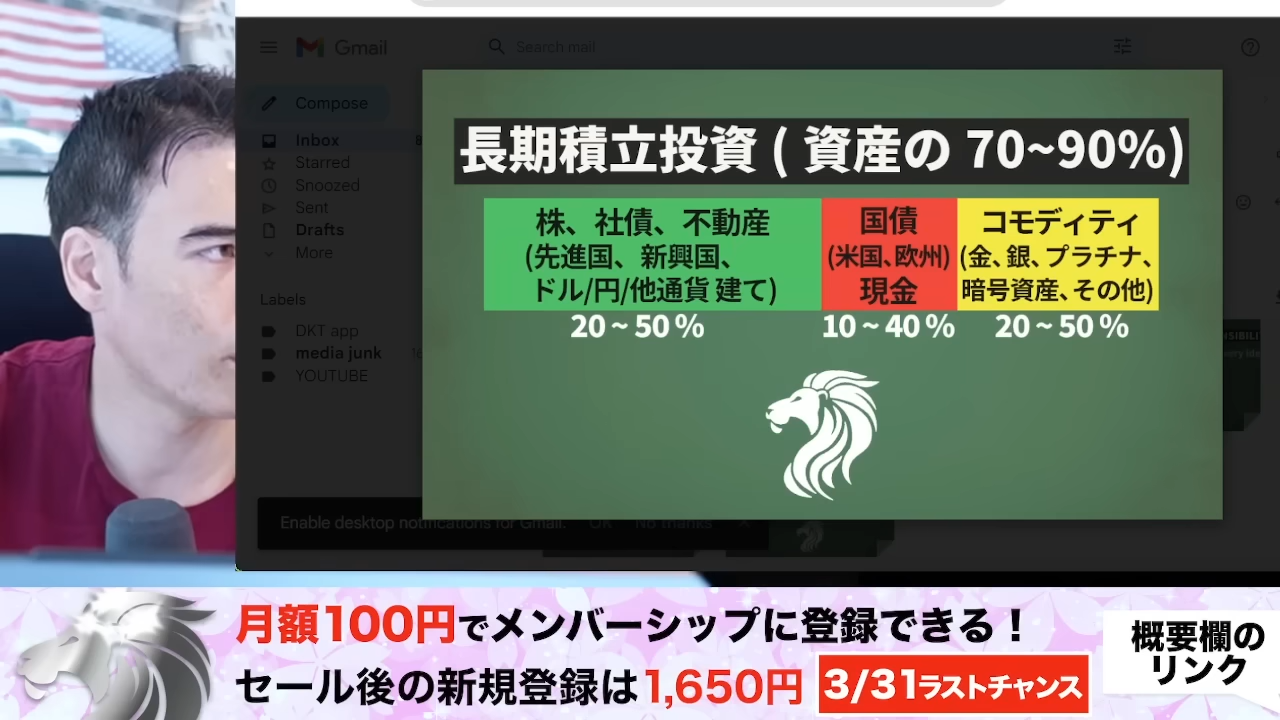 Gmail
Search mail
Compose
Inbox
Starred
Snoozed
Sent
Drafts
More
Labels
DKT app
media junk
YOUTUBE
長期積立投資 ( 資産の 70~90%)
株、社債、不動産
(先進国、新興国、
ドル/円/他通貨 建て)
20 ~ 50 %
国債
(米国、欧州)
現金
10 ~ 40 %
コモディティ
(金、銀、プラチナ、
暗号資産、その他)
20 ~ 50 %
Enable desktop notifications for Gmail. OK No thanks
月額100円でメンバーシップに登録できる！
セール後の新規登録は1,650円 3/31ラストチャンス
概要欄の
リンク